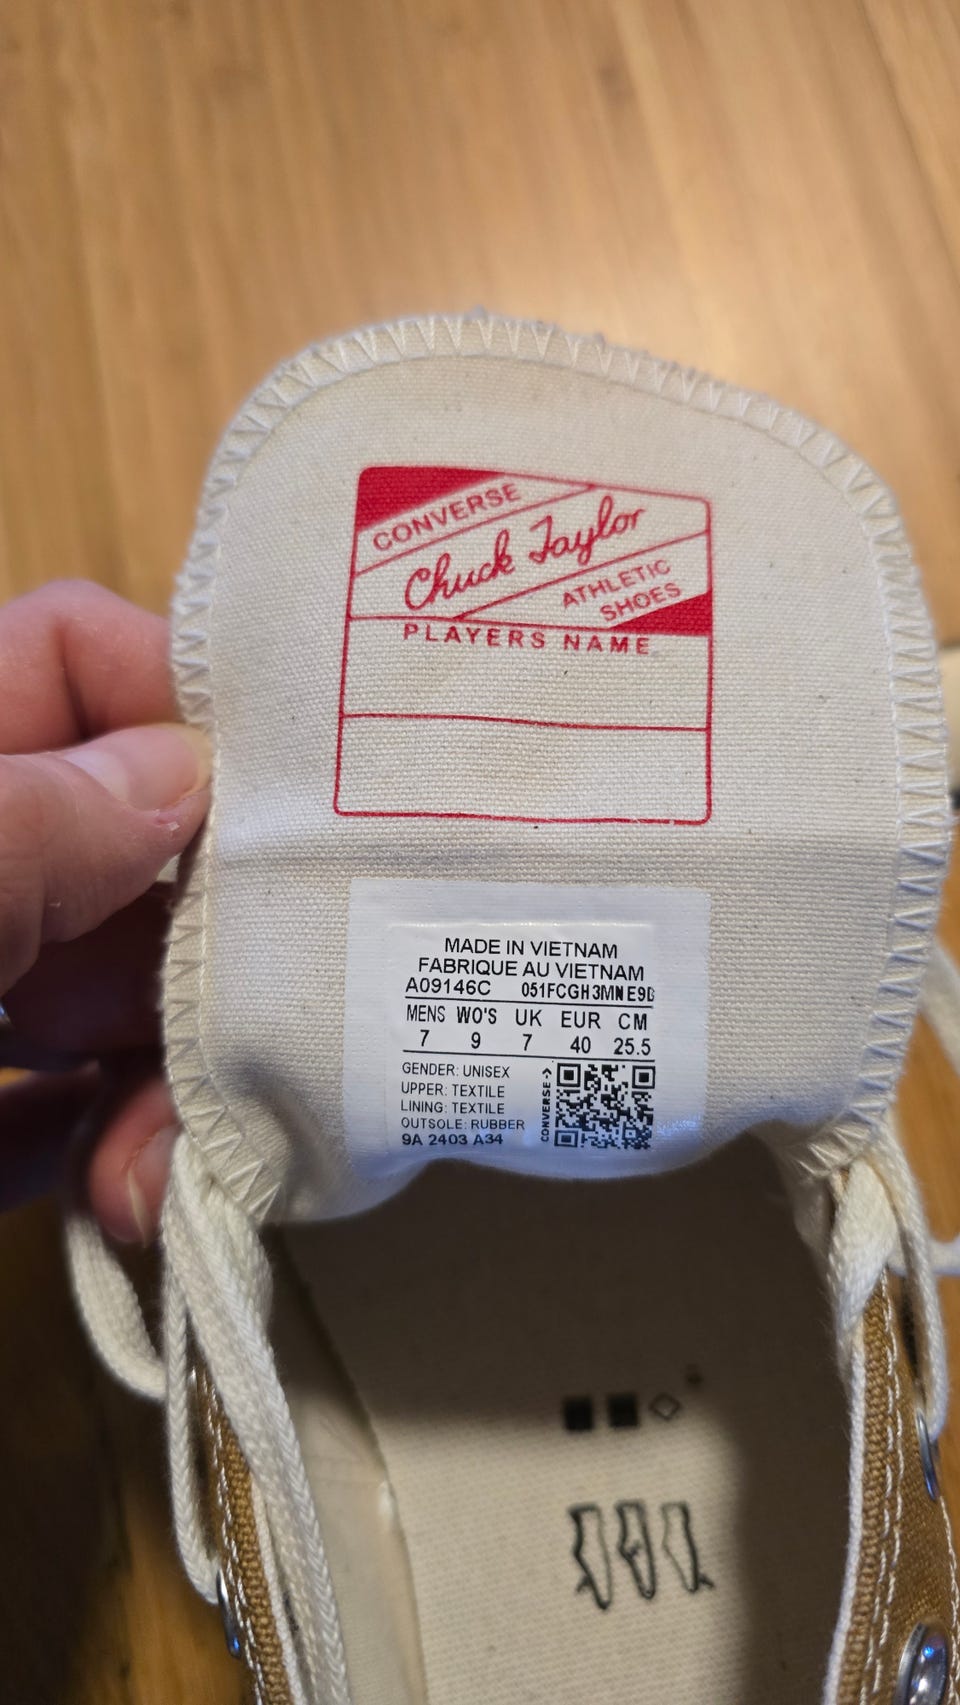 CONVERSE
Chuck Taylor
ATHLETIC
SHOES
PLAYERS NAME
MADE IN VIETNAM
FABRIQUE AU VIETNAM
A09146C 051FCGH3MNE9B
MENS WO'S UK EUR CM
7 9 7 40 25.5
GENDER: UNISEX
UPPER: TEXTILE
LINING: TEXTILE
OUTSOLE: RUBBER
9A 2403 A34
CONVERSE->